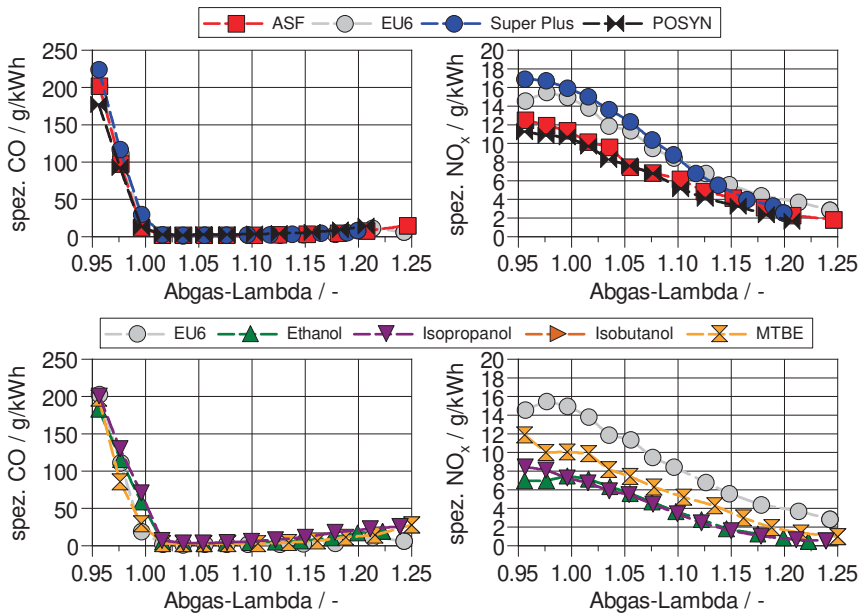 ASF EU6 Super Plus POSYN
250
200
150
100
50
0
0.95 1.00 1.05 1.10 1.15 1.20 1.25
spez. CO / g/kWh
Abgas-Lambda / -
20
18
16
14
12
10
8
6
4
2
0
0.95 1.00 1.05 1.10 1.15 1.20 1.25
spez. NOx / g/kWh
Abgas-Lambda / -
EU6 Ethanol Isopropanol Isobutanol MTBE
250
200
150
100
50
0
0.95 1.00 1.05 1.10 1.15 1.20 1.25
spez. CO / g/kWh
Abgas-Lambda / -
20
18
16
14
12
10
8
6
4
2
0
0.95 1.00 1.05 1.10 1.15 1.20 1.25
spez. NOx / g/kWh
Abgas-Lambda / -